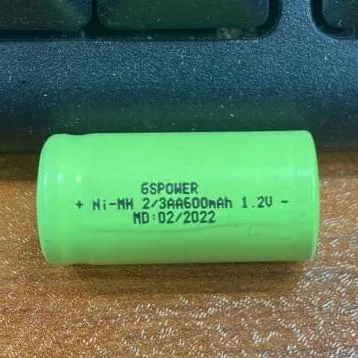 GSPOWER
+ Ni-MH 2/3AA600mAh 1.2V -
MD:02/2022